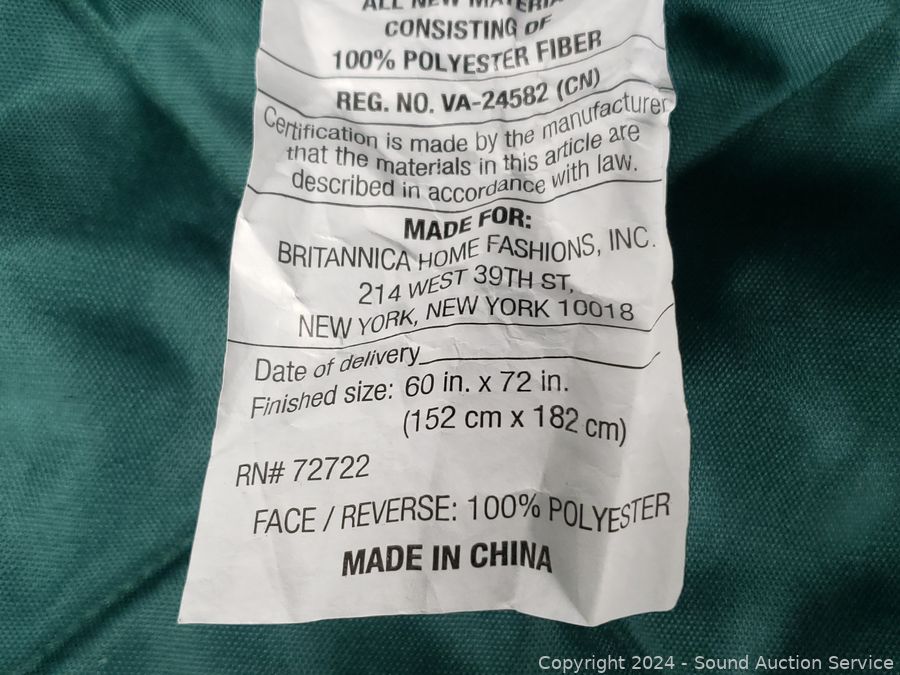 ALL NEW MATERIAL
CONSISTING OF
100% POLYESTER FIBER
REG. NO. VA-24582 (CN)
Certification is made by the manufacturer
that the materials in this article are
described in accordance with law.
MADE FOR:
BRITANNICA HOME FASHIONS, INC.
214 WEST 39TH ST,
NEW YORK, NEW YORK 10018
Date of delivery
Finished size: 60 in. x 72 in.
(152 cm x 182 cm)
RN# 72722
FACE / REVERSE: 100% POLYESTER
MADE IN CHINA
Copyright 2024 - Sound Auction Service